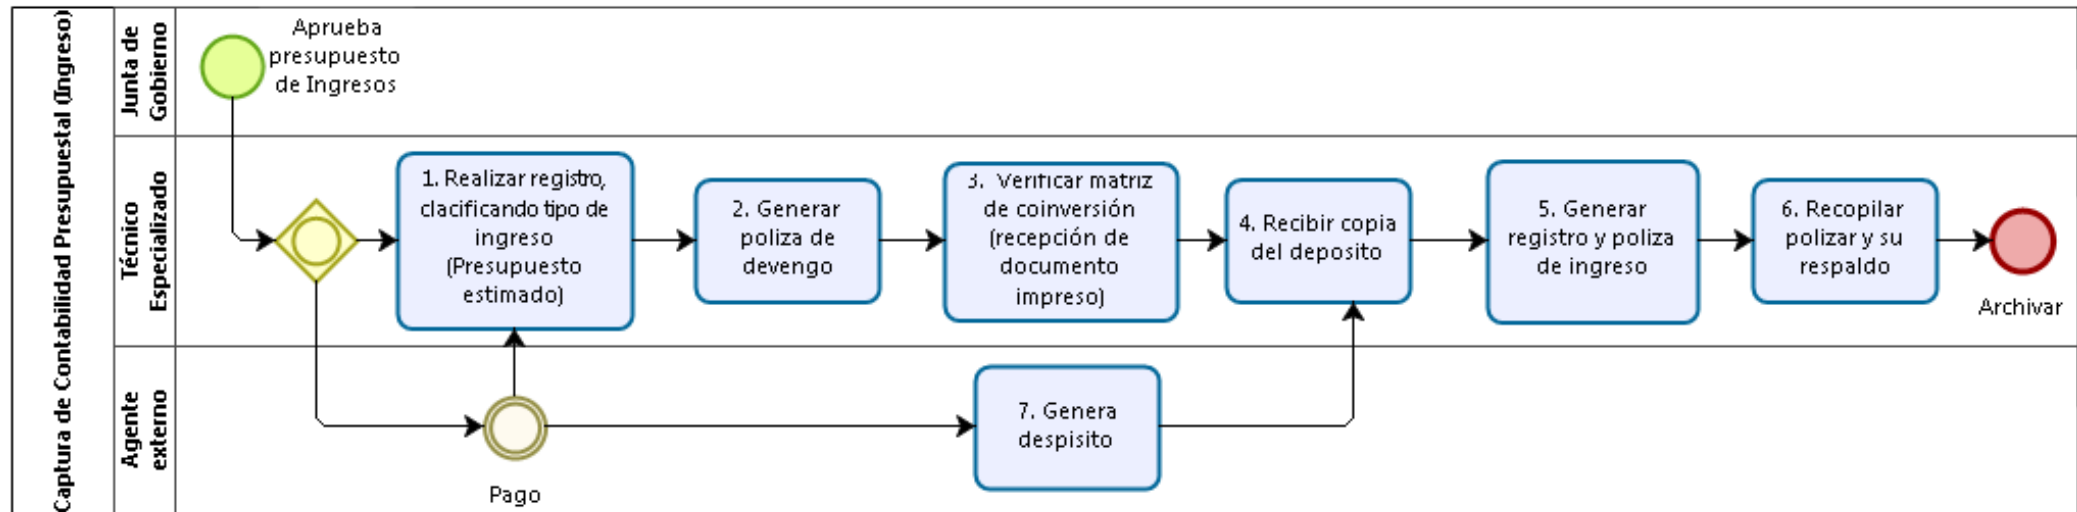 Captura de Contabilidad Presupuestal (Ingreso)
Junta de
Gobierno
Aprueba
presupuesto
de Ingresos
Técnico
Especializado
1. Realizar registro,
clacificando tipo de
ingreso
(Presupuesto
estimado)
2. Generar
poliza de
devengo
3. Verificar matriz
de coinversión
(recepción de
documento
impreso)
4. Recibir copia
del deposito
5. Generar
registro y poliza
de ingreso
6. Recopilar
polizar y su
respaldo
Archivar
Agente
externo
Pago
7. Genera
despisito